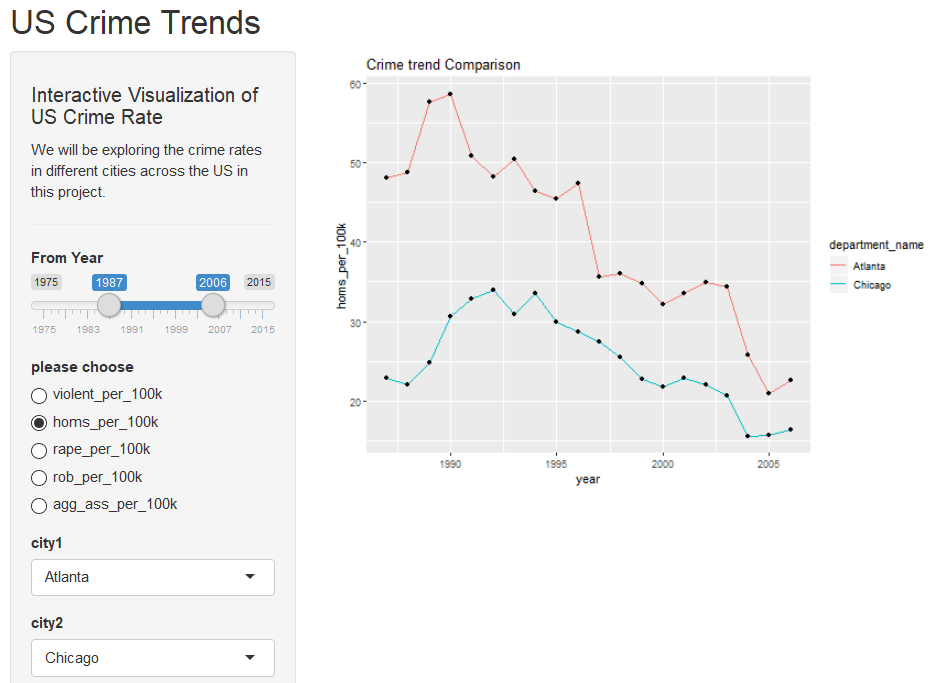 US Crime Trends
Interactive Visualization of
US Crime Rate
We will be exploring the crime rates
in different cities across the US in
this project.
From Year
1975 1987 2006 2015
1975 1983 1991 1999 2007 2015
please choose
violent_per_100k
homs_per_100k
rape_per_100k
rob_per_100k
agg_ass_per_100k
city1
Atlanta
city2
Chicago
Crime trend Comparison
homs_per_100k
60
50
40
30
20
1990 1995 2000 2005
year
department_name
Atlanta
Chicago